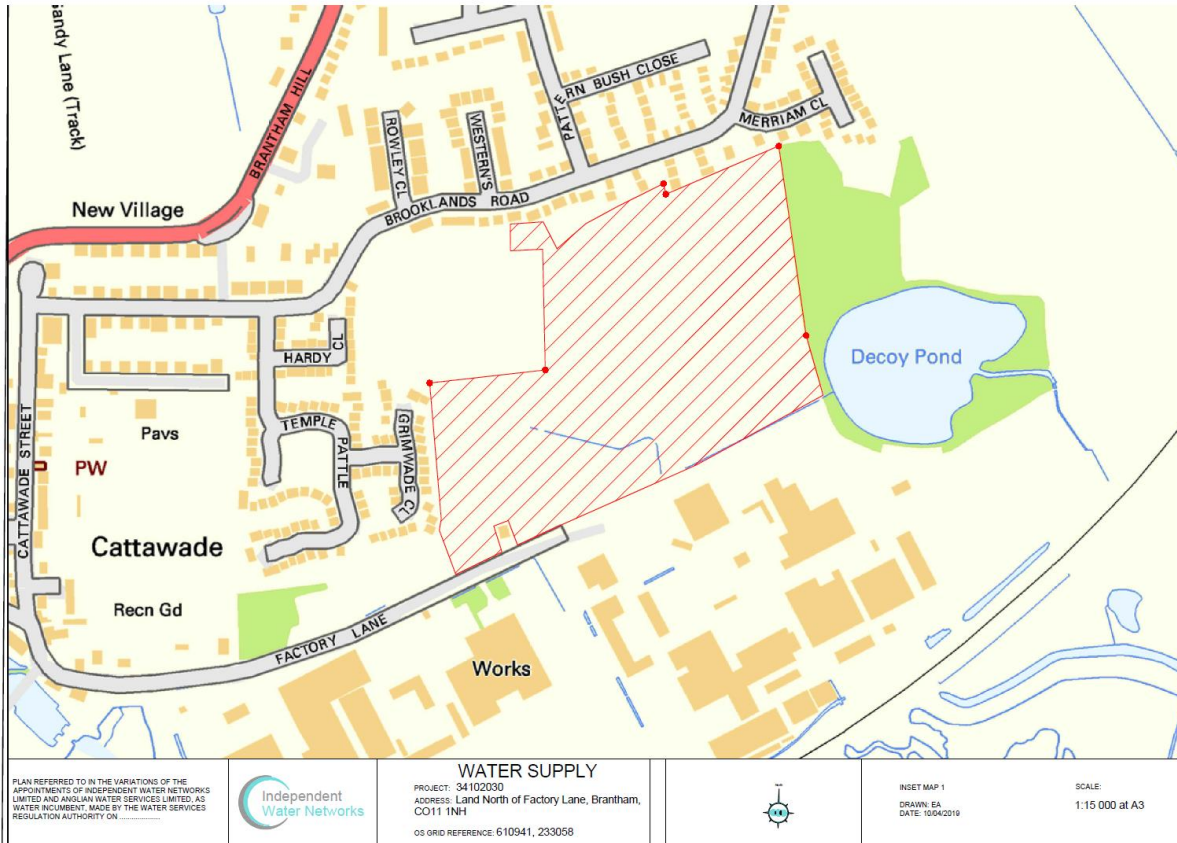 Sandy Lane (Track)
BRANTHAM HILL
New Village
ROWLEY CL
WESTERN'S
PATTERN BUSH CLOSE
MERRIAM CL
BROOKLANDS ROAD
HARDY CL
TEMPLE PATTLE
GRIMWADE CL
Decoy Pond
CATTAWADE STREET
Pavs
PW
Cattawade
Recn Gd
FACTORY LANE
Works
PLAN REFERRED TO IN THE VARIATIONS OF THE
APPOINTMENTS OF INDEPENDENT WATER NETWORKS
LIMITED AND ANGLIAN WATER SERVICES LIMITED, AS
WATER INCUMBENT, MADE BY THE WATER SERVICES
REGULATION AUTHORITY ON ..................
Independent
Water Networks
WATER SUPPLY
PROJECT: 34102030
ADDRESS: Land North of Factory Lane, Brantham,
CO11 1NH
OS GRID REFERENCE: 610941, 233058
INSET MAP 1
DRAWN: EA
DATE: 10/04/2019
SCALE:
1:15 000 at A3